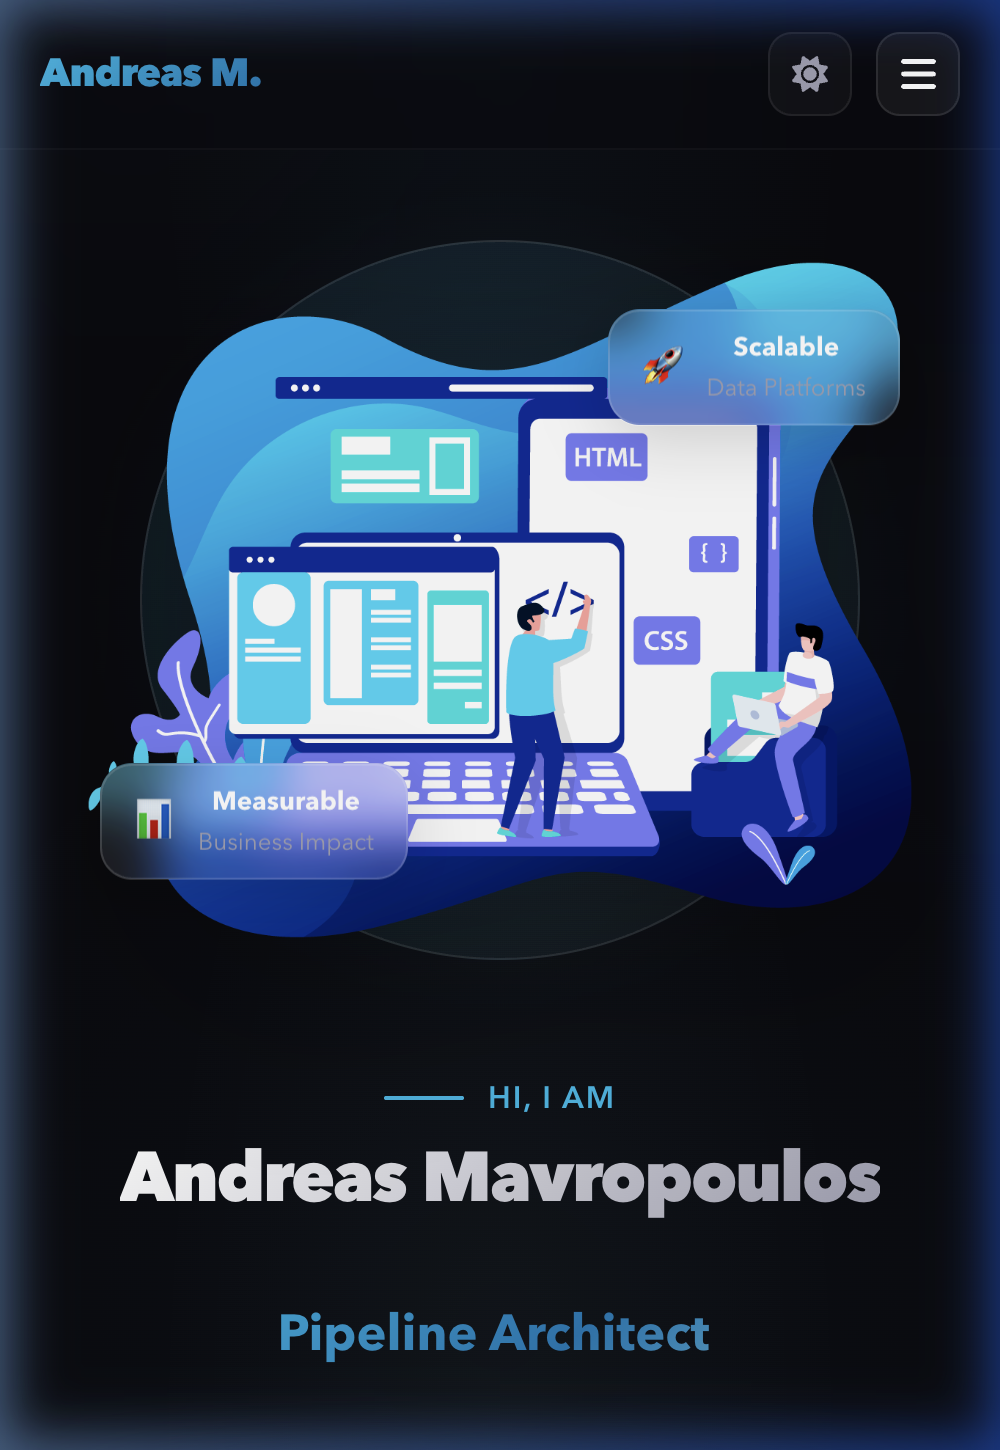 Andreas M.
Scalable
Data Platforms
HTML
{ }
</>
CSS
Measurable
Business Impact
HI, I AM
Andreas Mavropoulos
Pipeline Architect